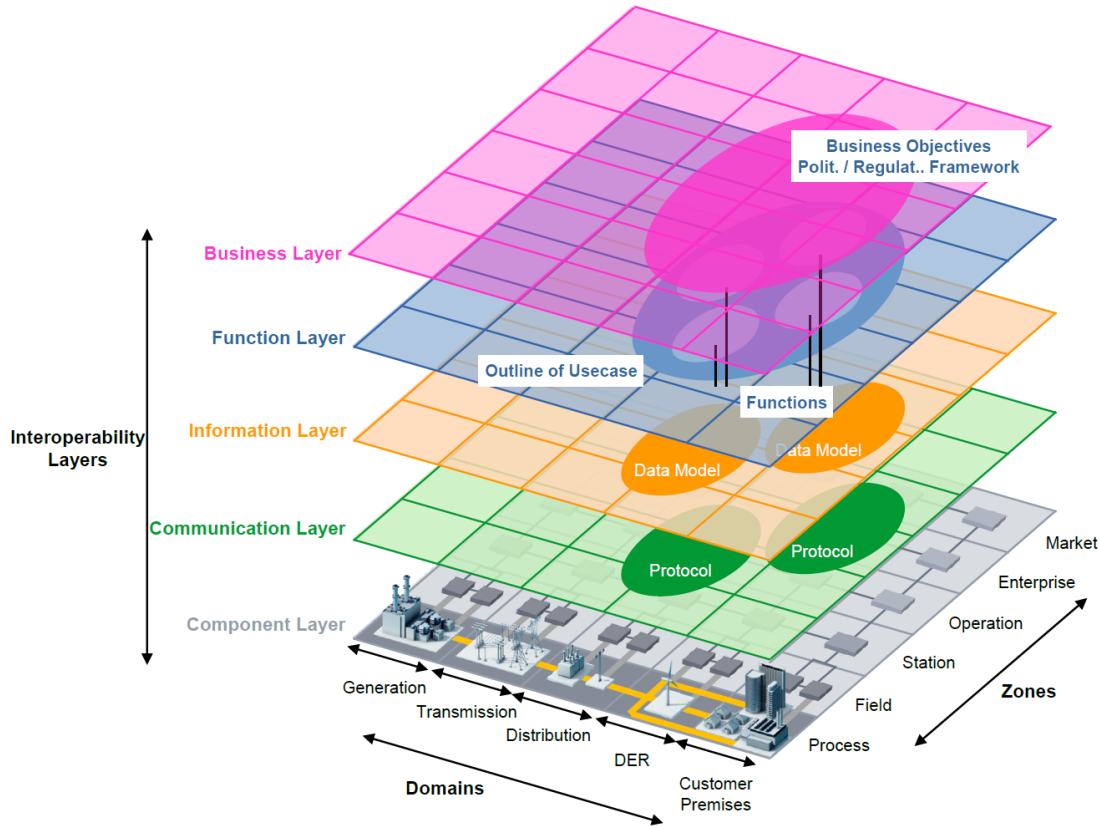 Business Objectives
Polit. / Regulat.. Framework
Business Layer
Function Layer
Outline of Usecase
Functions
Interoperability
Layers
Information Layer
Data Model
Data Model
Communication Layer
Protocol
Protocol
Component Layer
Market
Enterprise
Operation
Station
Field
Process
Zones
Generation
Transmission
Distribution
DER
Customer
Premises
Domains